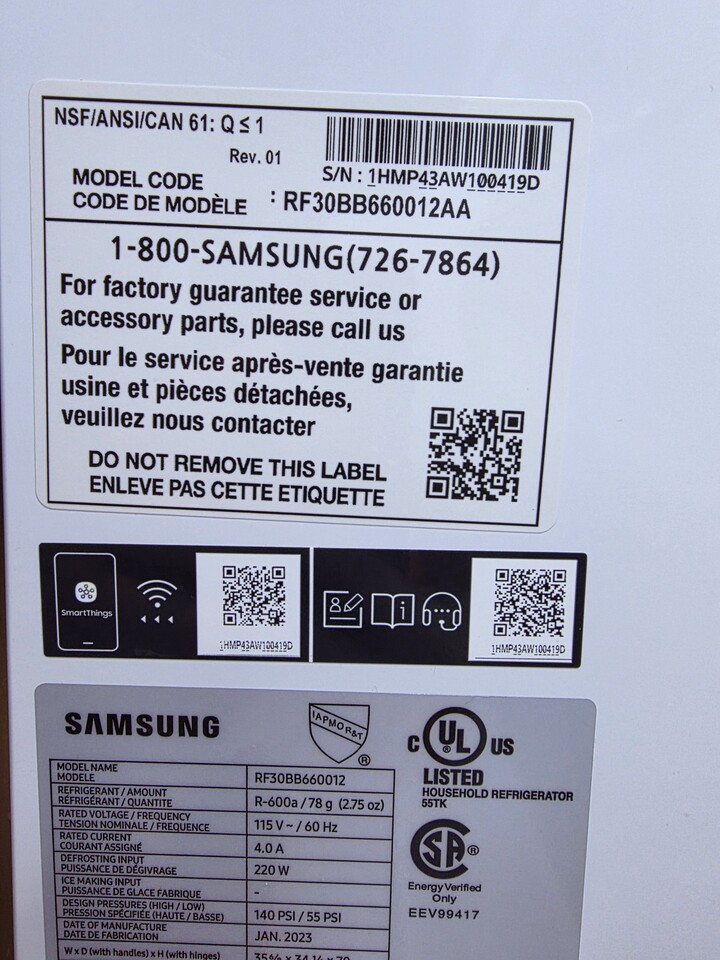 NSF/ANSI/CAN 61: Q ≤ 1
Rev. 01
S/N : 1HMP43AW100419D
MODEL CODE
CODE DE MODÈLE : RF30BB660012AA
1-800-SAMSUNG(726-7864)
For factory guarantee service or
accessory parts, please call us
Pour le service après-vente garantie
usine et pièces détachées,
veuillez nous contacter
DO NOT REMOVE THIS LABEL
ENLEVE PAS CETTE ETIQUETTE
SmartThings
1HMP43AW100419D
1HMP43AW100419D
SAMSUNG
IAPMO R&T ®
C UL ® US
LISTED
HOUSEHOLD REFRIGERATOR
55TK
SA ®
Energy Verified
Only
EEV99417
MODEL NAME
MODELE
RF30BB660012
REFRIGERANT / AMOUNT
RÉFRIGÉRANT / QUANTITE
R-600a / 78 g (2.75 oz)
RATED VOLTAGE / FREQUENCY
TENSION NOMINALE / FREQUENCE
115 V ~ / 60 Hz
RATED CURRENT
COURANT ASSIGNÉ
4.0 A
DEFROSTING INPUT
PUISSANCE DE DÉGIVRAGE
220 W
ICE MAKING INPUT
PUISSANCE DE GLACE FABRIQUE
-
DESIGN PRESSURES (HIGH / LOW)
PRESSION SPÉCIFIÉE (HAUTE / BASSE)
140 PSI / 55 PSI
DATE OF MANUFACTURE
DATE DE FABRICATION
JAN. 2023
W x D (with handles) x H (with hinges)